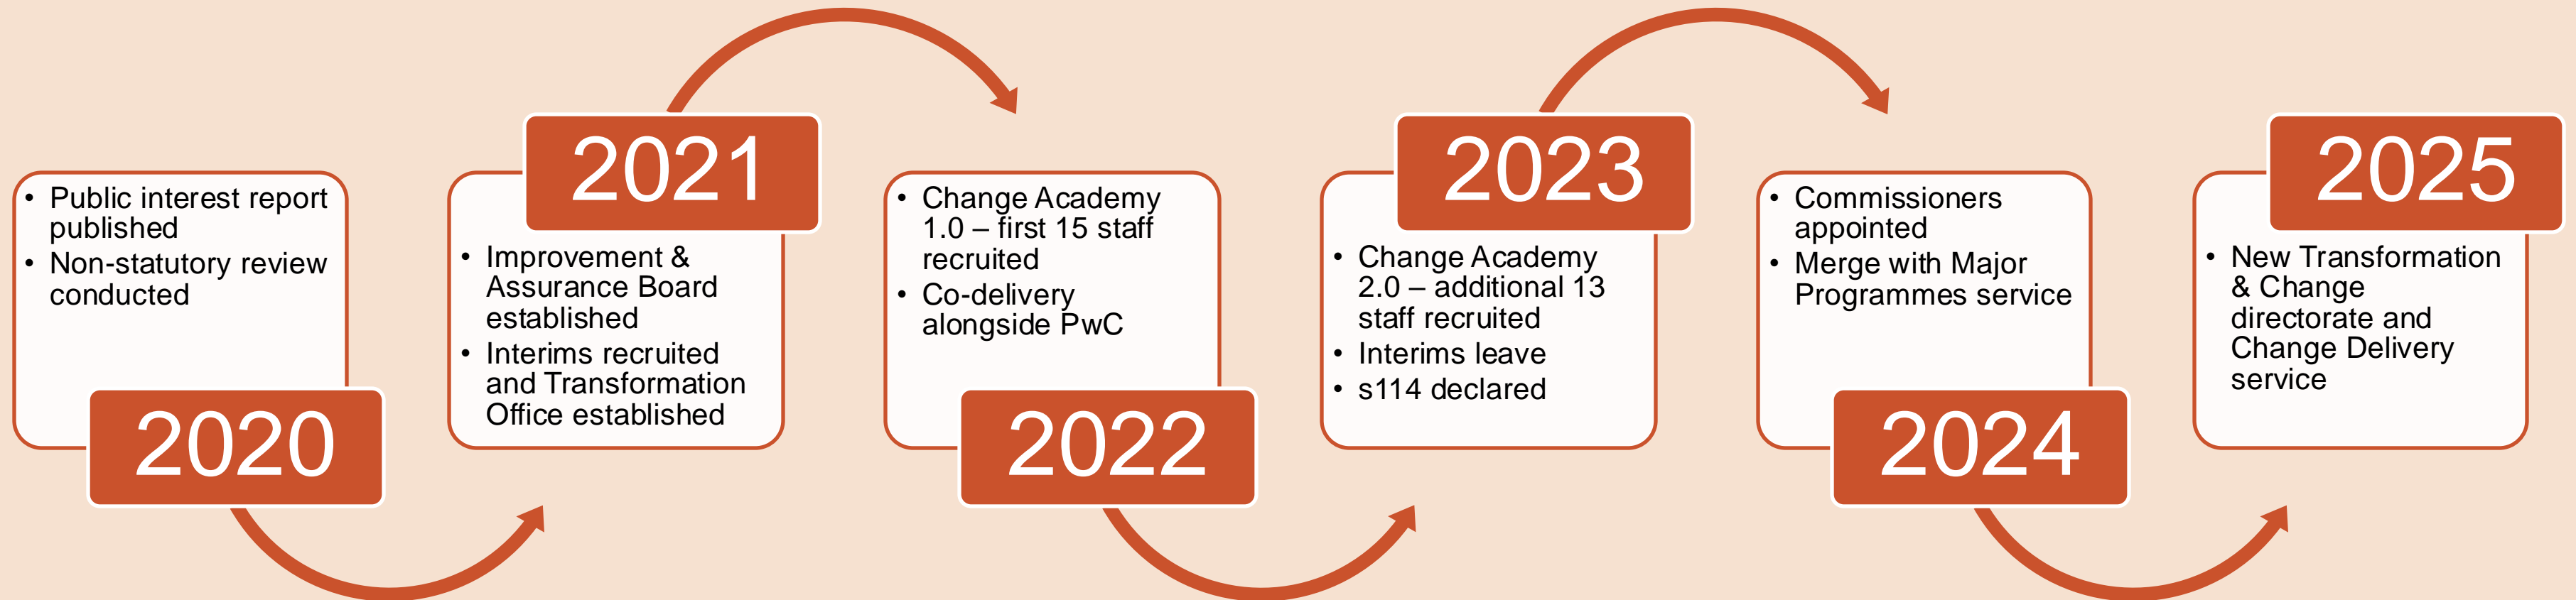 • Public interest report
published
• Non-statutory review
conducted
2020
2021
• Improvement &
Assurance Board
established
• Interims recruited
and Transformation
Office established
• Change Academy
1.0 – first 15 staff
recruited
• Co-delivery
alongside PwC
2022
2023
• Change Academy
2.0 – additional 13
staff recruited
• Interims leave
• s114 declared
• Commissioners
appointed
• Merge with Major
Programmes service
2024
2025
• New Transformation
& Change
directorate and
Change Delivery
service